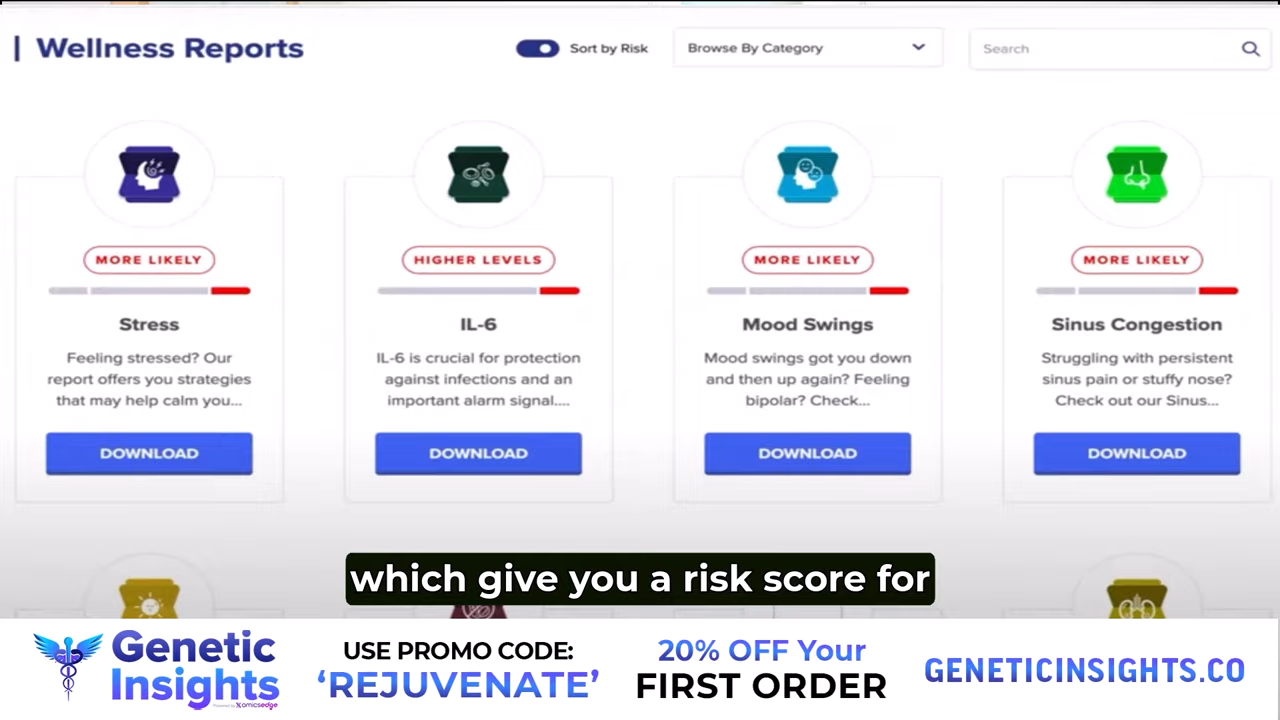 Wellness Reports
Sort by Risk
Browse By Category
Search
MORE LIKELY
Stress
Feeling stressed? Our
report offers you strategies
that may help calm you...
DOWNLOAD
HIGHER LEVELS
IL-6
IL-6 is crucial for protection
against infections and an
important alarm signal....
DOWNLOAD
MORE LIKELY
Mood Swings
Mood swings got you down
and then up again? Feeling
bipolar? Check...
DOWNLOAD
MORE LIKELY
Sinus Congestion
Struggling with persistent
sinus pain or stuffy nose?
Check out our Sinus...
DOWNLOAD
which give you a risk score for
Genetic
Insights
Powered by omicsedge
USE PROMO CODE:
'REJUVENATE'
20% OFF Your
FIRST ORDER
GENETICINSIGHTS.CO